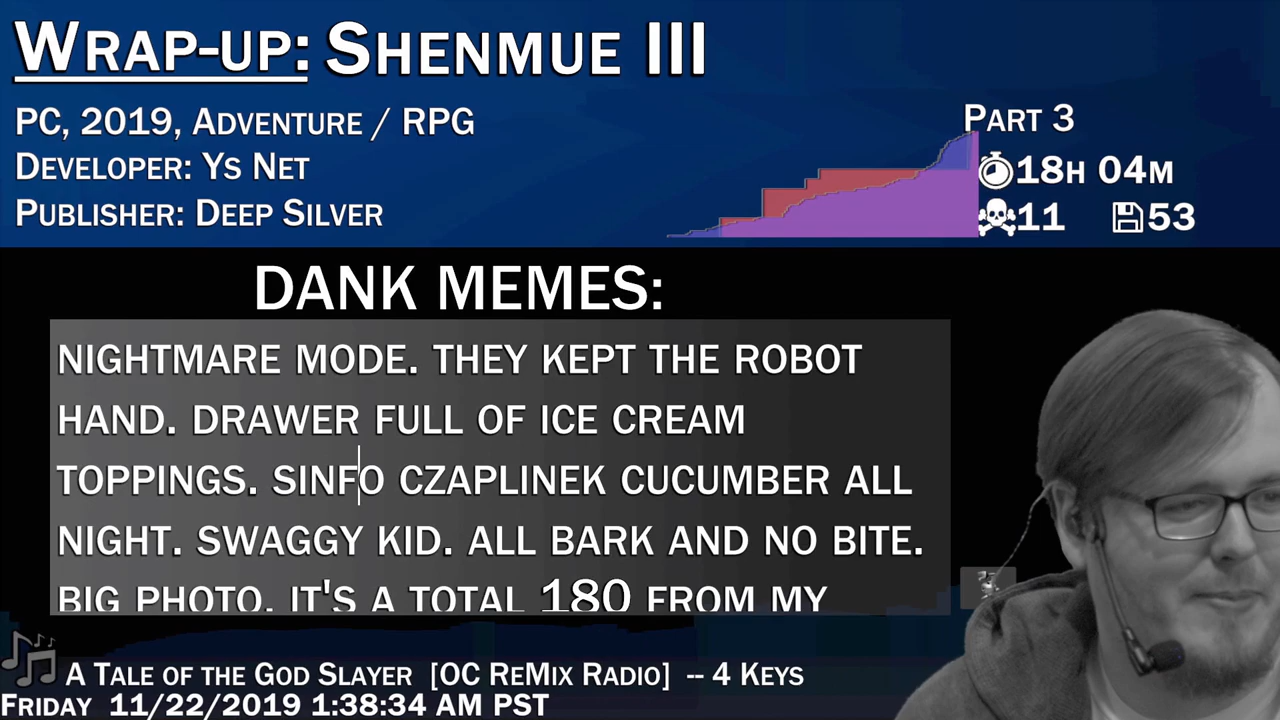 WRAP-UP: SHENMUE III
PC, 2019, ADVENTURE / RPG
DEVELOPER: YS NET
PUBLISHER: DEEP SILVER
PART 3
18H 04M
11 53
DANK MEMES:
NIGHTMARE MODE. THEY KEPT THE ROBOT
HAND. DRAWER FULL OF ICE CREAM
TOPPINGS. SINFO CZAPLINEK CUCUMBER ALL
NIGHT. SWAGGY KID. ALL BARK AND NO BITE.
BIG PHOTO. IT'S A TOTAL 180 FROM MY
A TALE OF THE GOD SLAYER [OC REMIX RADIO] -- 4 KEYS
FRIDAY 11/22/2019 1:38:34 AM PST